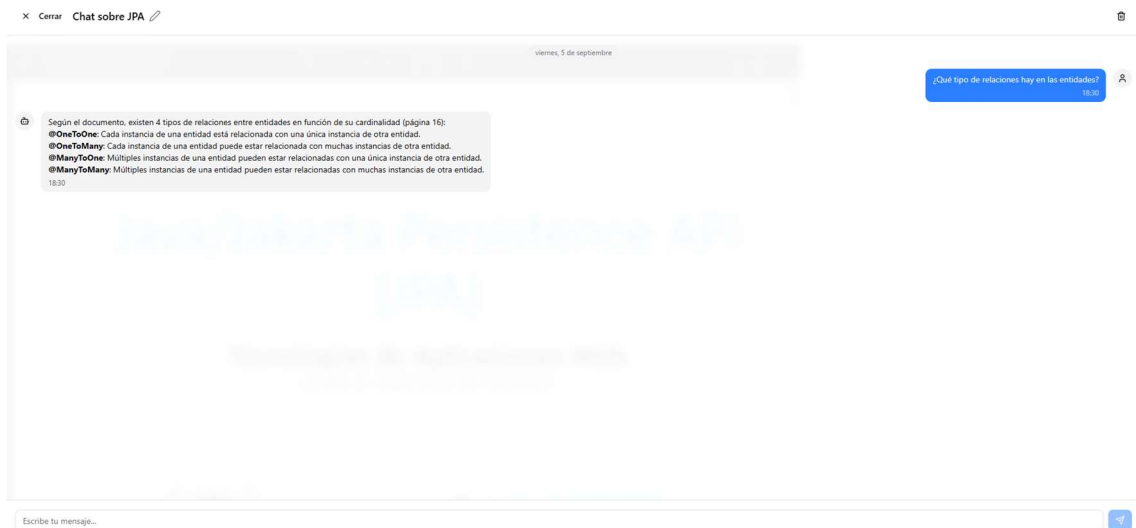 Cerrar Chat sobre JPA
viernes, 5 de septiembre
¿Qué tipo de relaciones hay en las entidades?
18:30
Según el documento, existen 4 tipos de relaciones entre entidades en función de su cardinalidad (página 16):
@OneToOne: Cada instancia de una entidad está relacionada con una única instancia de otra entidad.
@OneToMany: Cada instancia de una entidad puede estar relacionada con muchas instancias de otra entidad.
@ManyToOne: Múltiples instancias de una entidad pueden estar relacionadas con una única instancia de otra entidad.
@ManyToMany: Múltiples instancias de una entidad pueden estar relacionadas con muchas instancias de otra entidad.
18:30
Java/Jakarta Persistence API
(JPA)
Escribe tu mensaje...